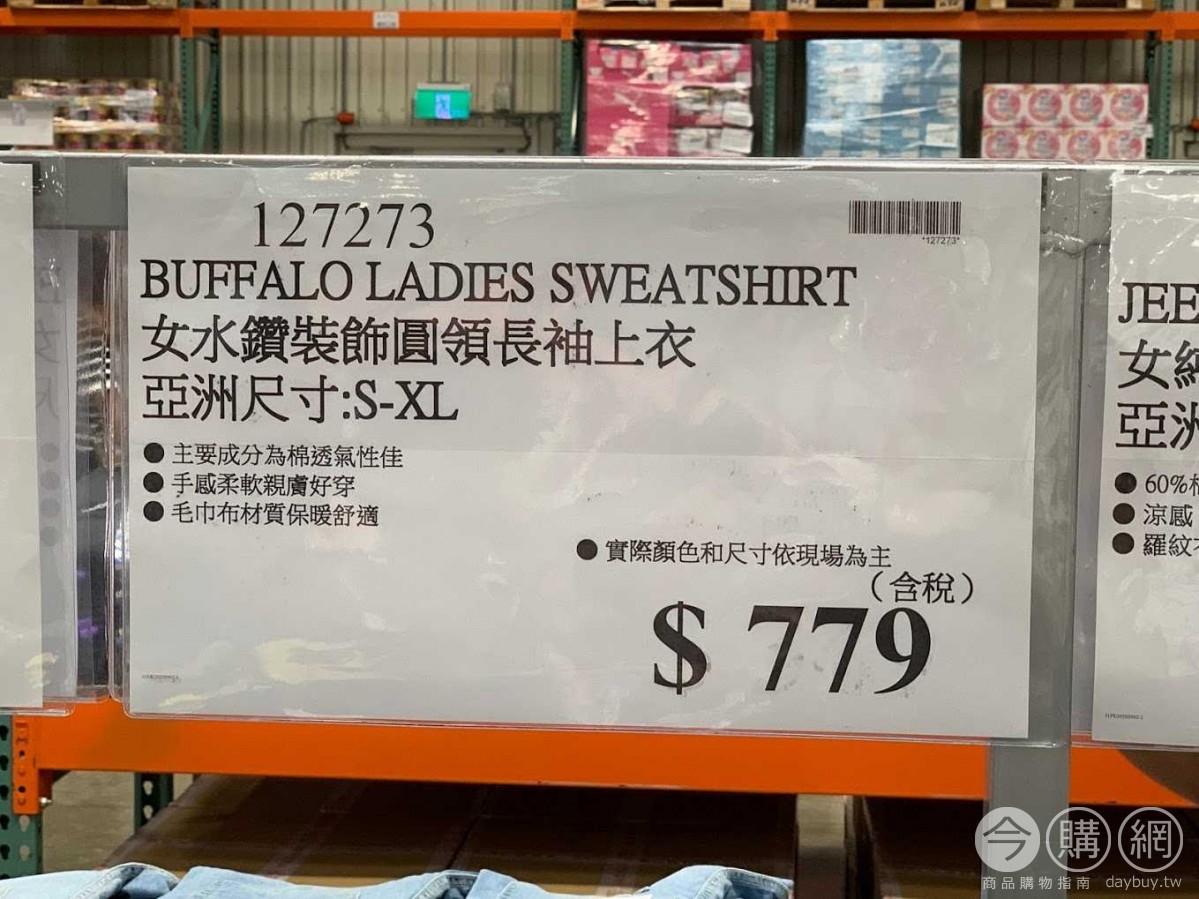 127273
*127273*
BUFFALO LADIES SWEATSHIRT
女水鑽裝飾圓領長袖上衣
亞洲尺寸:S-XL
● 主要成分為棉透氣性佳
● 手感柔軟親膚好穿
● 毛巾布材質保暖舒適
● 實際顏色和尺寸依現場為主
(含稅)
$ 779
JEE
女純
亞洲
● 60%棉
● 涼感
● 羅紋
今購網
商品購物指南 daybuy.tw